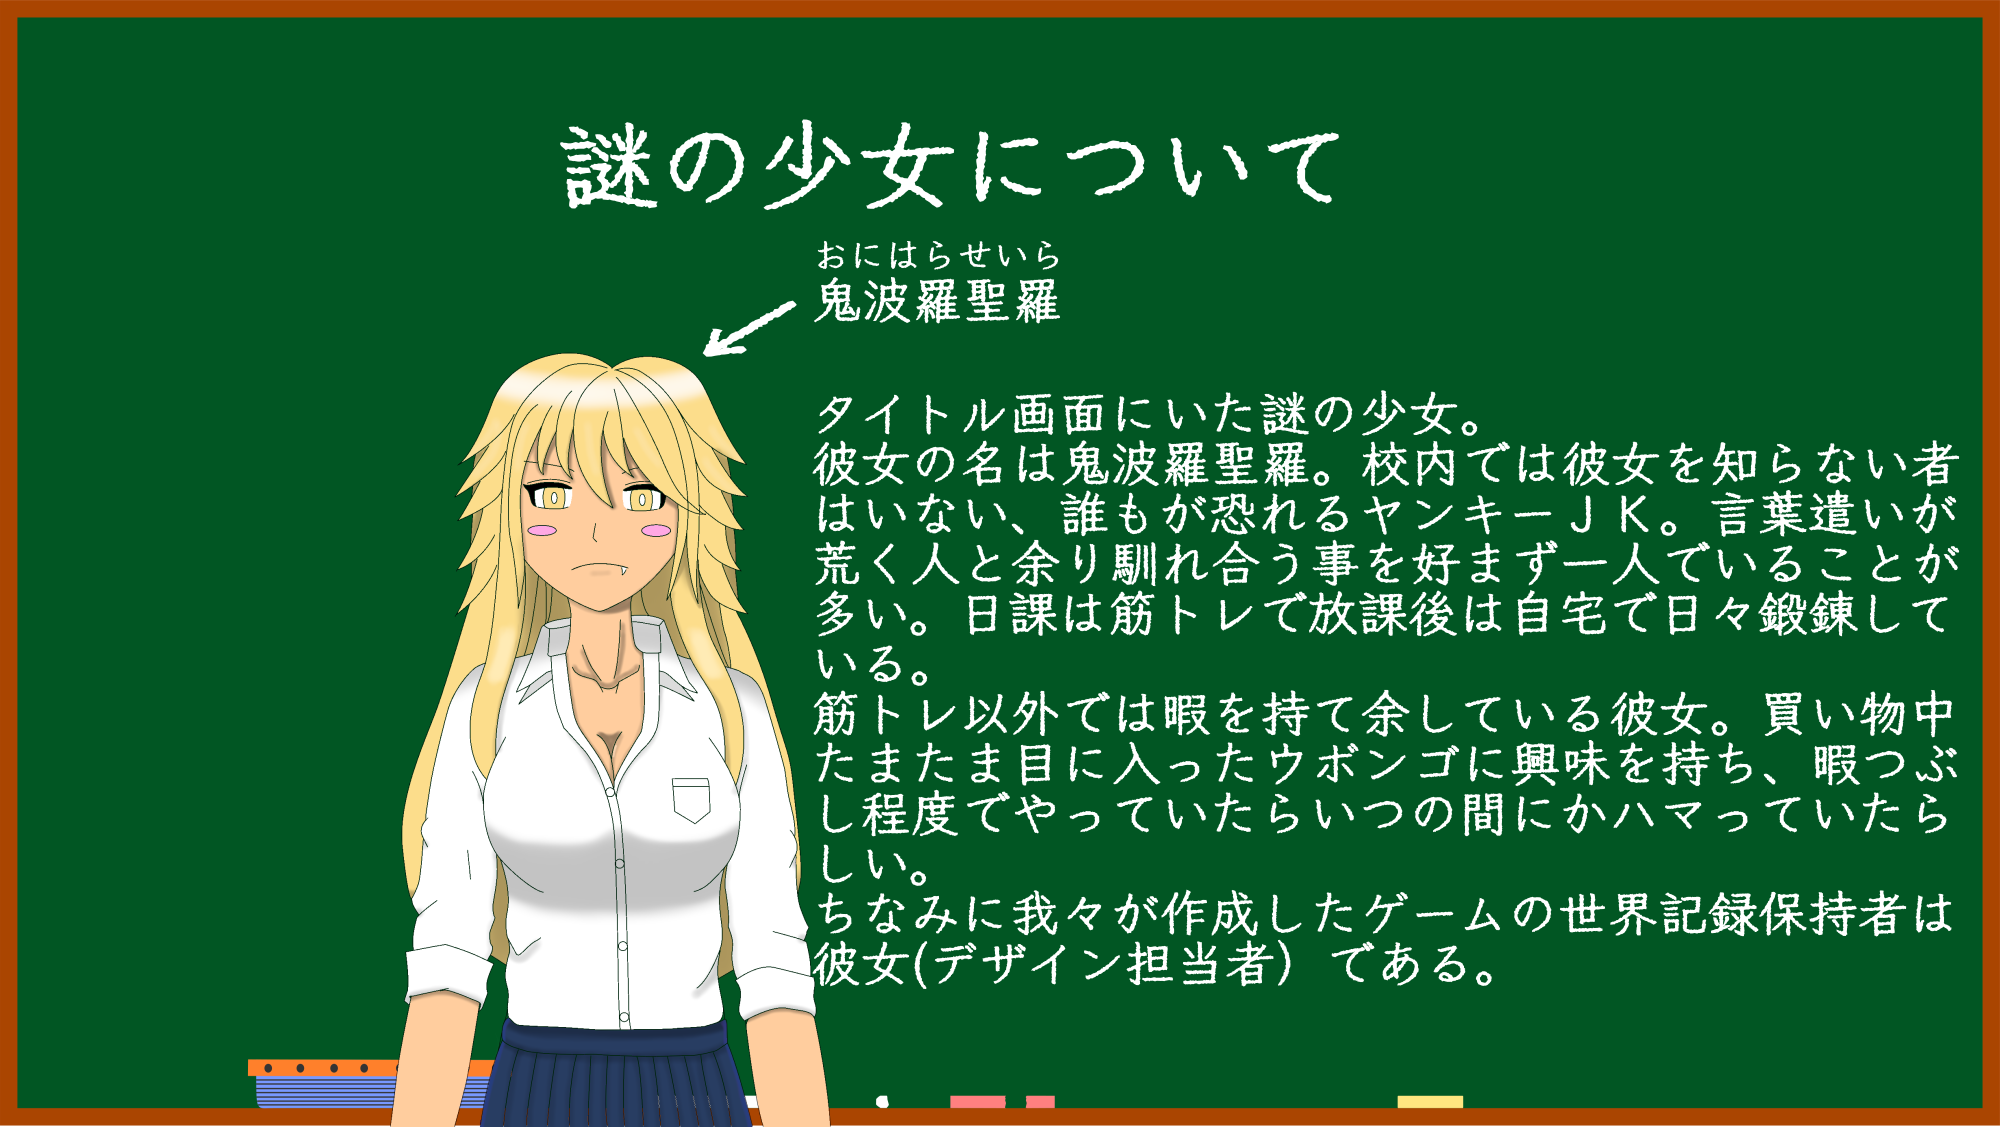 謎の少女について
おにはらせいら
鬼波羅聖羅
タイトル画面にいた謎の少女。
彼女の名は鬼波羅聖羅。校内では彼女を知らない者
はいない、誰もが恐れるヤンキーＪＫ。言葉遣いが
荒く人と余り馴れ合う事を好まず一人でいることが
多い。日課は筋トレで放課後は自宅で日々鍛錬して
いる。
筋トレ以外では暇を持て余している彼女。買い物中
たまたま目に入ったウボンゴに興味を持ち、暇つぶ
し程度でやっていたらいつの間にかハマっていたら
しい。
ちなみに我々が作成したゲームの世界記録保持者は
彼女(デザイン担当者）である。